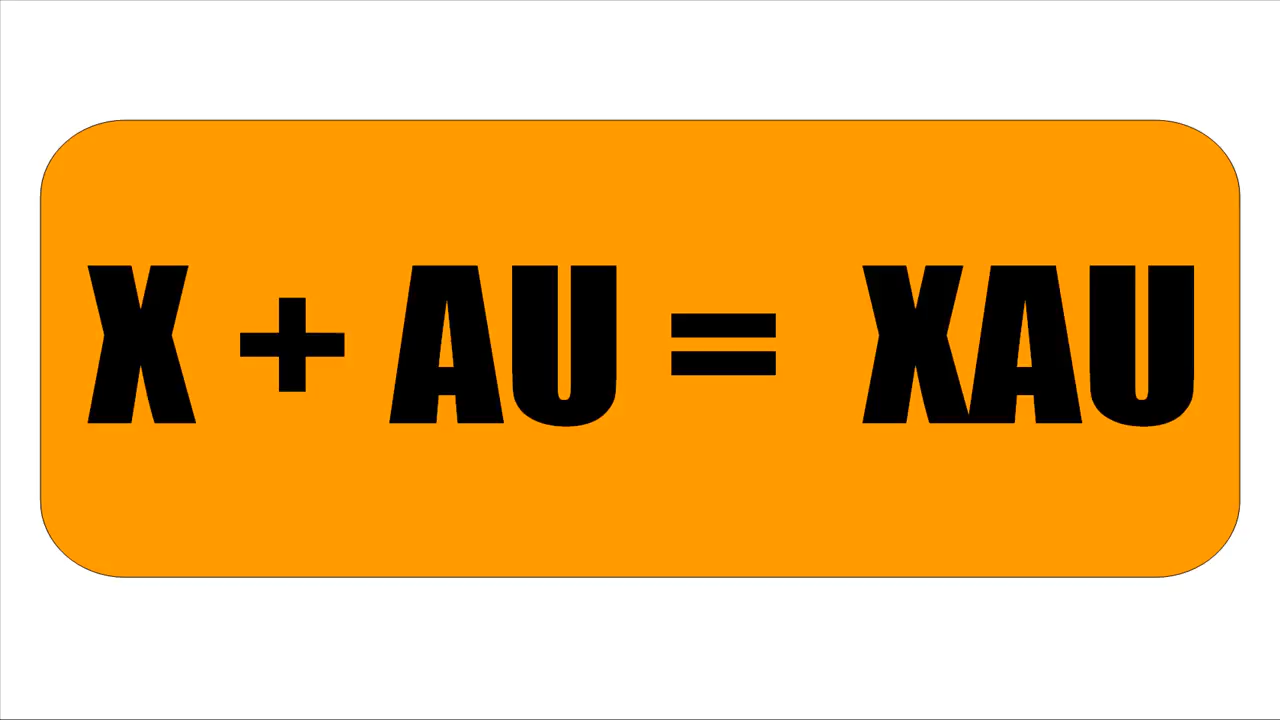 X + AU = XAU